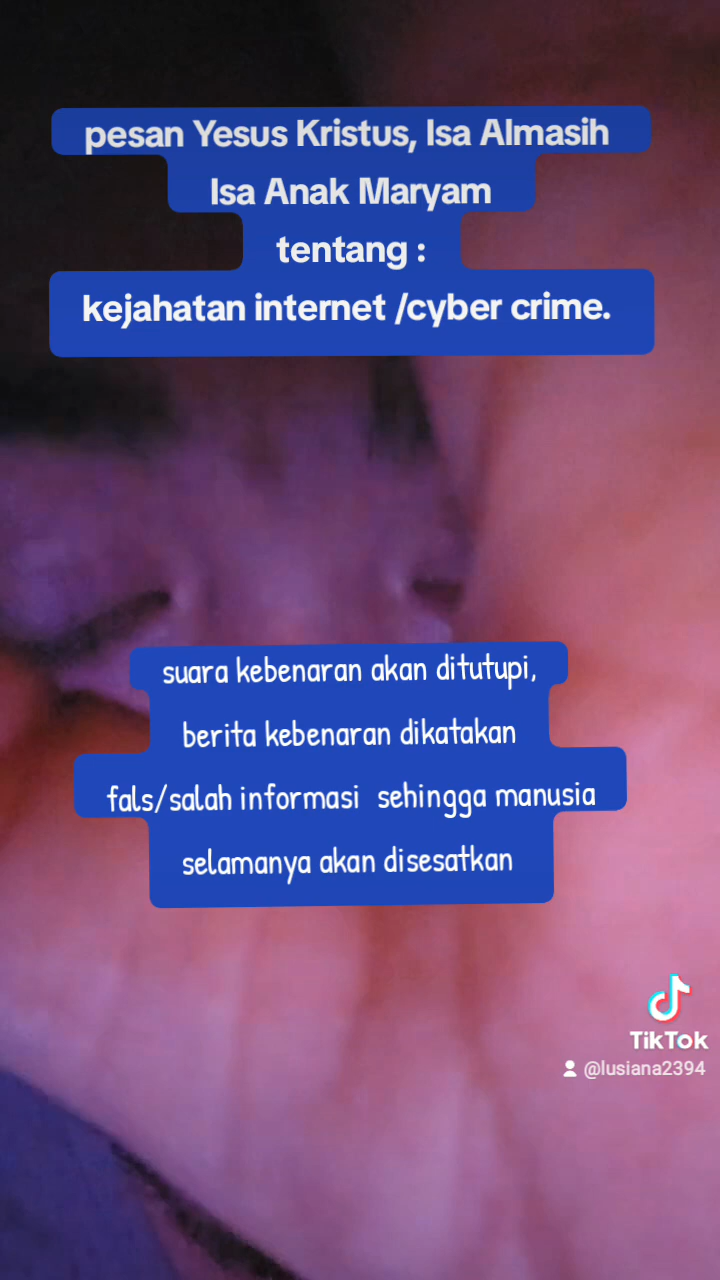 pesan Yesus Kristus, Isa Almasih
Isa Anak Maryam
tentang :
kejahatan internet /cyber crime.
suara kebenaran akan ditutupi,
berita kebenaran dikatakan
fals/salah informasi sehingga manusia
selamanya akan disesatkan
TikTok
@lusiana2394